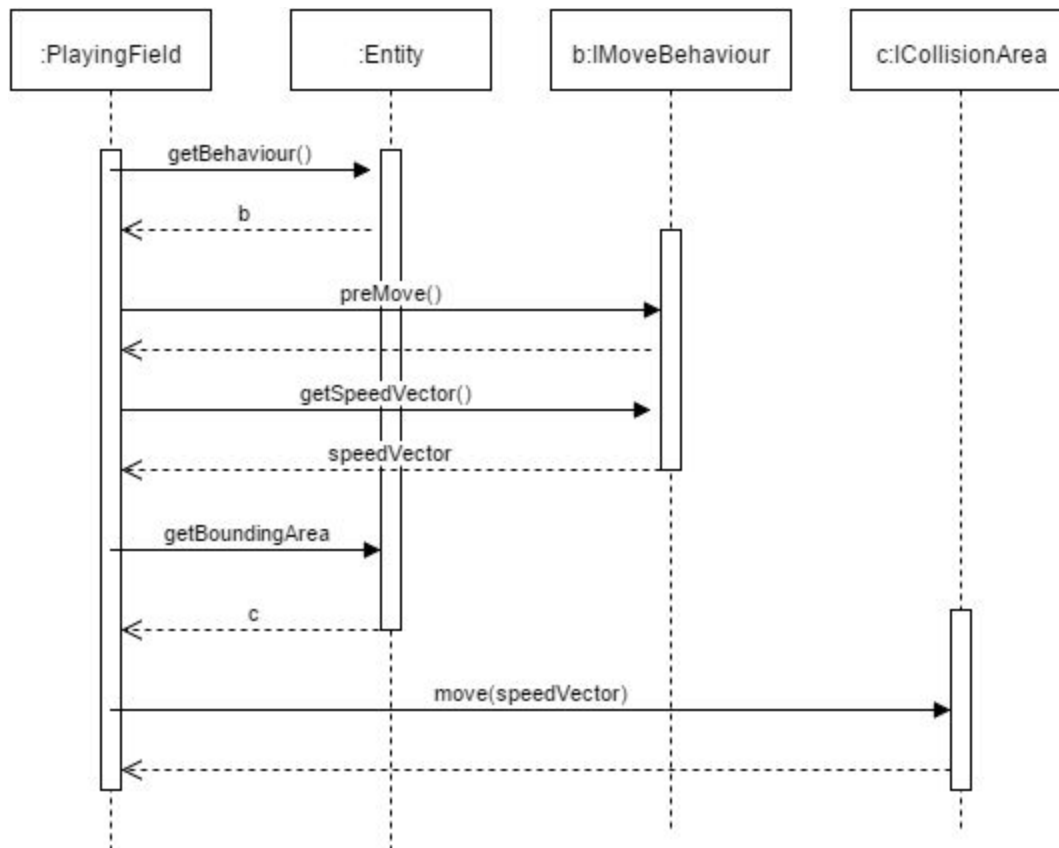 :PlayingField
:Entity
b:IMoveBehaviour
c:ICollisionArea
getBehaviour()
b
preMove()
getSpeedVector()
speedVector
getBoundingArea
c
move(speedVector)